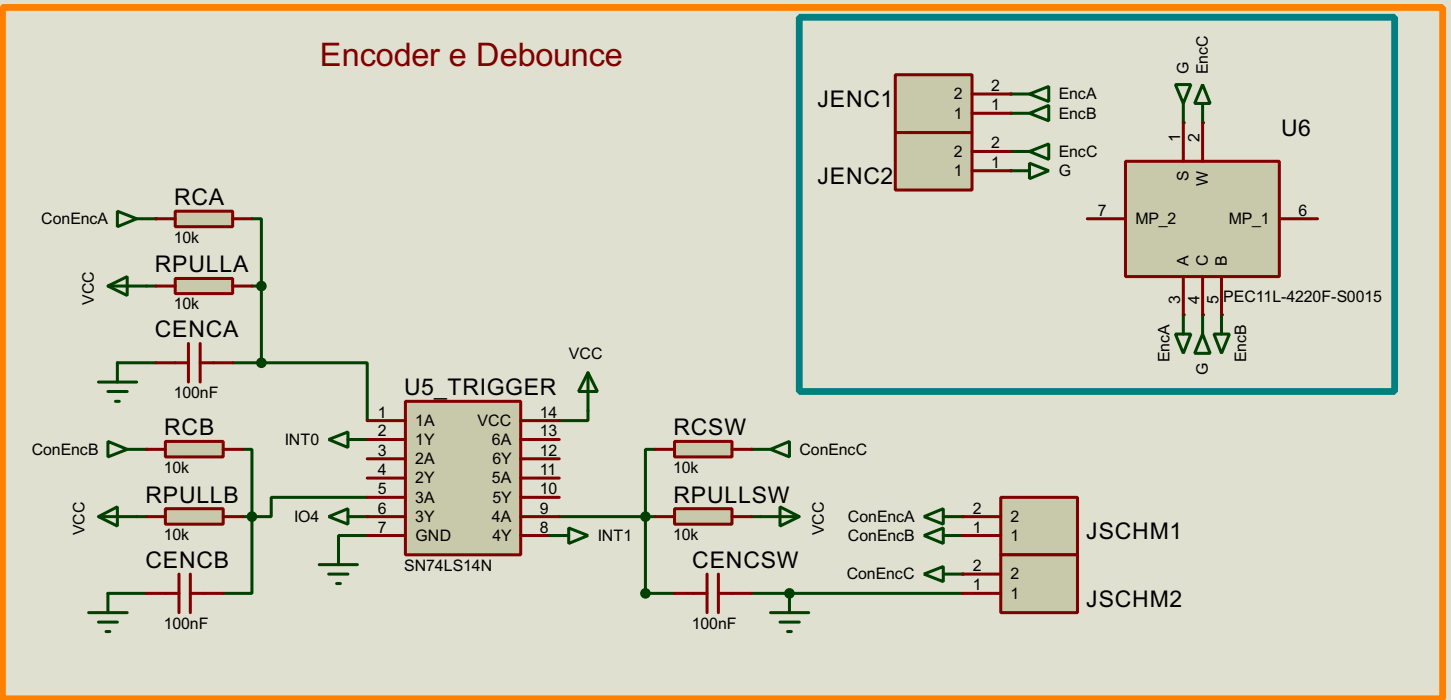 Encoder e Debounce
RCA
ConEncA
10k
RPULLA
VCC
10k
CENCA
100nF
RCB
ConEncB
10k
RPULLB
VCC
10k
CENCB
100nF
U5_TRIGGER
VCC
1 1A VCC 14
INT0 2 1Y 6A 13
3 2A 6Y 12
4 2Y 5A 11
5 3A 5Y 10
IO4 6 3Y 4A 9
7 GND 4Y 8 INT1
SN74LS14N
RCSW
ConEncC
10k
RPULLSW
VCC
10k
CENCSW
100nF
ConEncA 2 2
ConEncB 1 1
JSCHM1
ConEncC 2 2
1 1
JSCHM2
JENC1
2 2 EncA
1 1 EncB
JENC2
2 2 EncC
1 1 G
G EncC
U6
1 2
S W
7 MP_2 MP_1 6
A C B
3 4 5
PEC11L-4220F-S0015
EncA G EncB